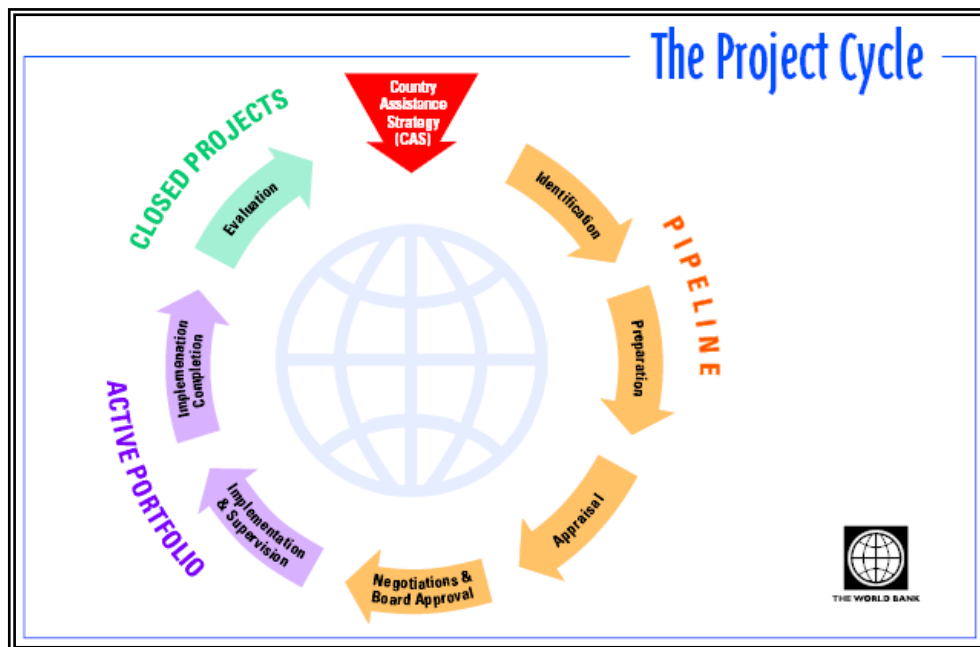 The Project Cycle
Country
Assistance
Strategy
(CAS)
Identification
PIPELINE
Preparation
Appraisal
Negotiations &
Board Approval
Implementation
& Supervision
ACTIVE PORTFOLIO
Implemenation
Completion
CLOSED PROJECTS
Evaluation
THE WORLD BANK